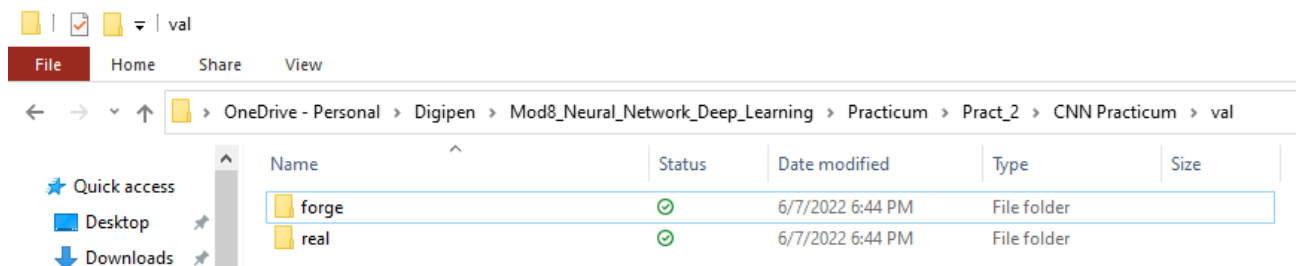 val
File Home Share View
OneDrive - Personal > Digipen > Mod8_Neural_Network_Deep_Learning > Practicum > Pract_2 > CNN Practicum > val
Name Status Date modified Type Size
Quick access
forge 6/7/2022 6:44 PM File folder
Desktop
real 6/7/2022 6:44 PM File folder
Downloads